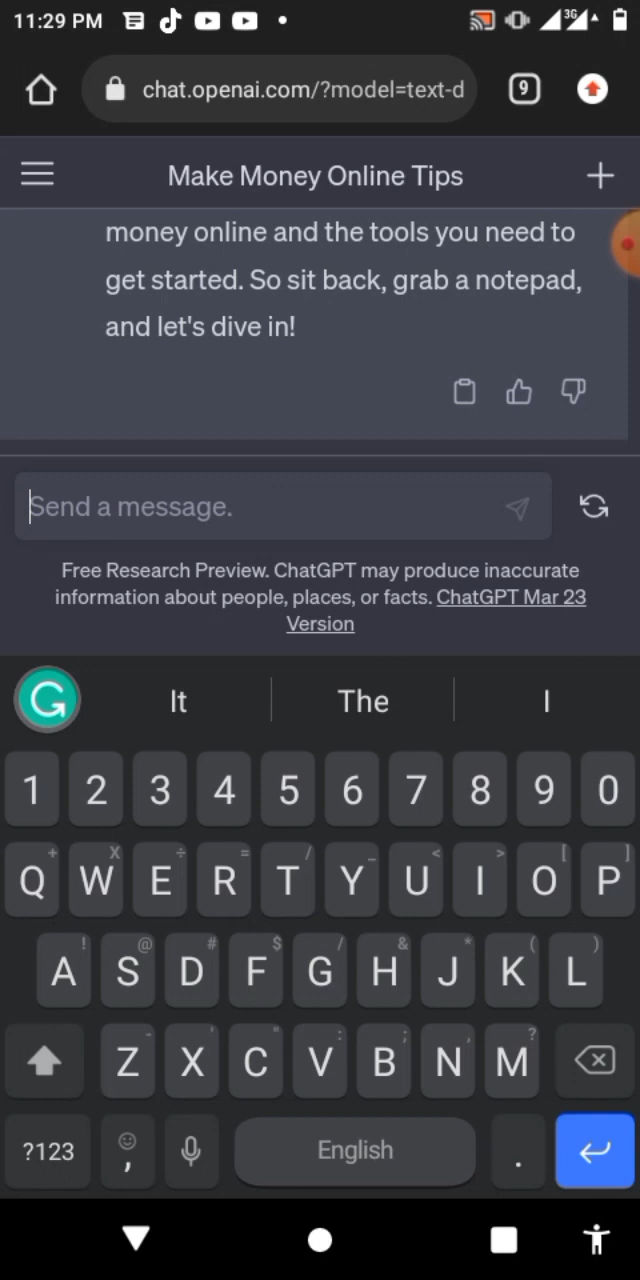 11:29 PM 3G
chat.openai.com/?model=text-d 9
Make Money Online Tips
money online and the tools you need to
get started. So sit back, grab a notepad,
and let's dive in!
Send a message.
Free Research Preview. ChatGPT may produce inaccurate
information about people, places, or facts. ChatGPT Mar 23
Version
It The I
1 2 3 4 5 6 7 8 9 0
+ X ÷ = / _ < > [ ]
Q W E R T Y U I O P
! @ # $ / & * ( )
A S D F G H J K L
- ' " : ; , ?
Z X C V B N M
?123 , English .